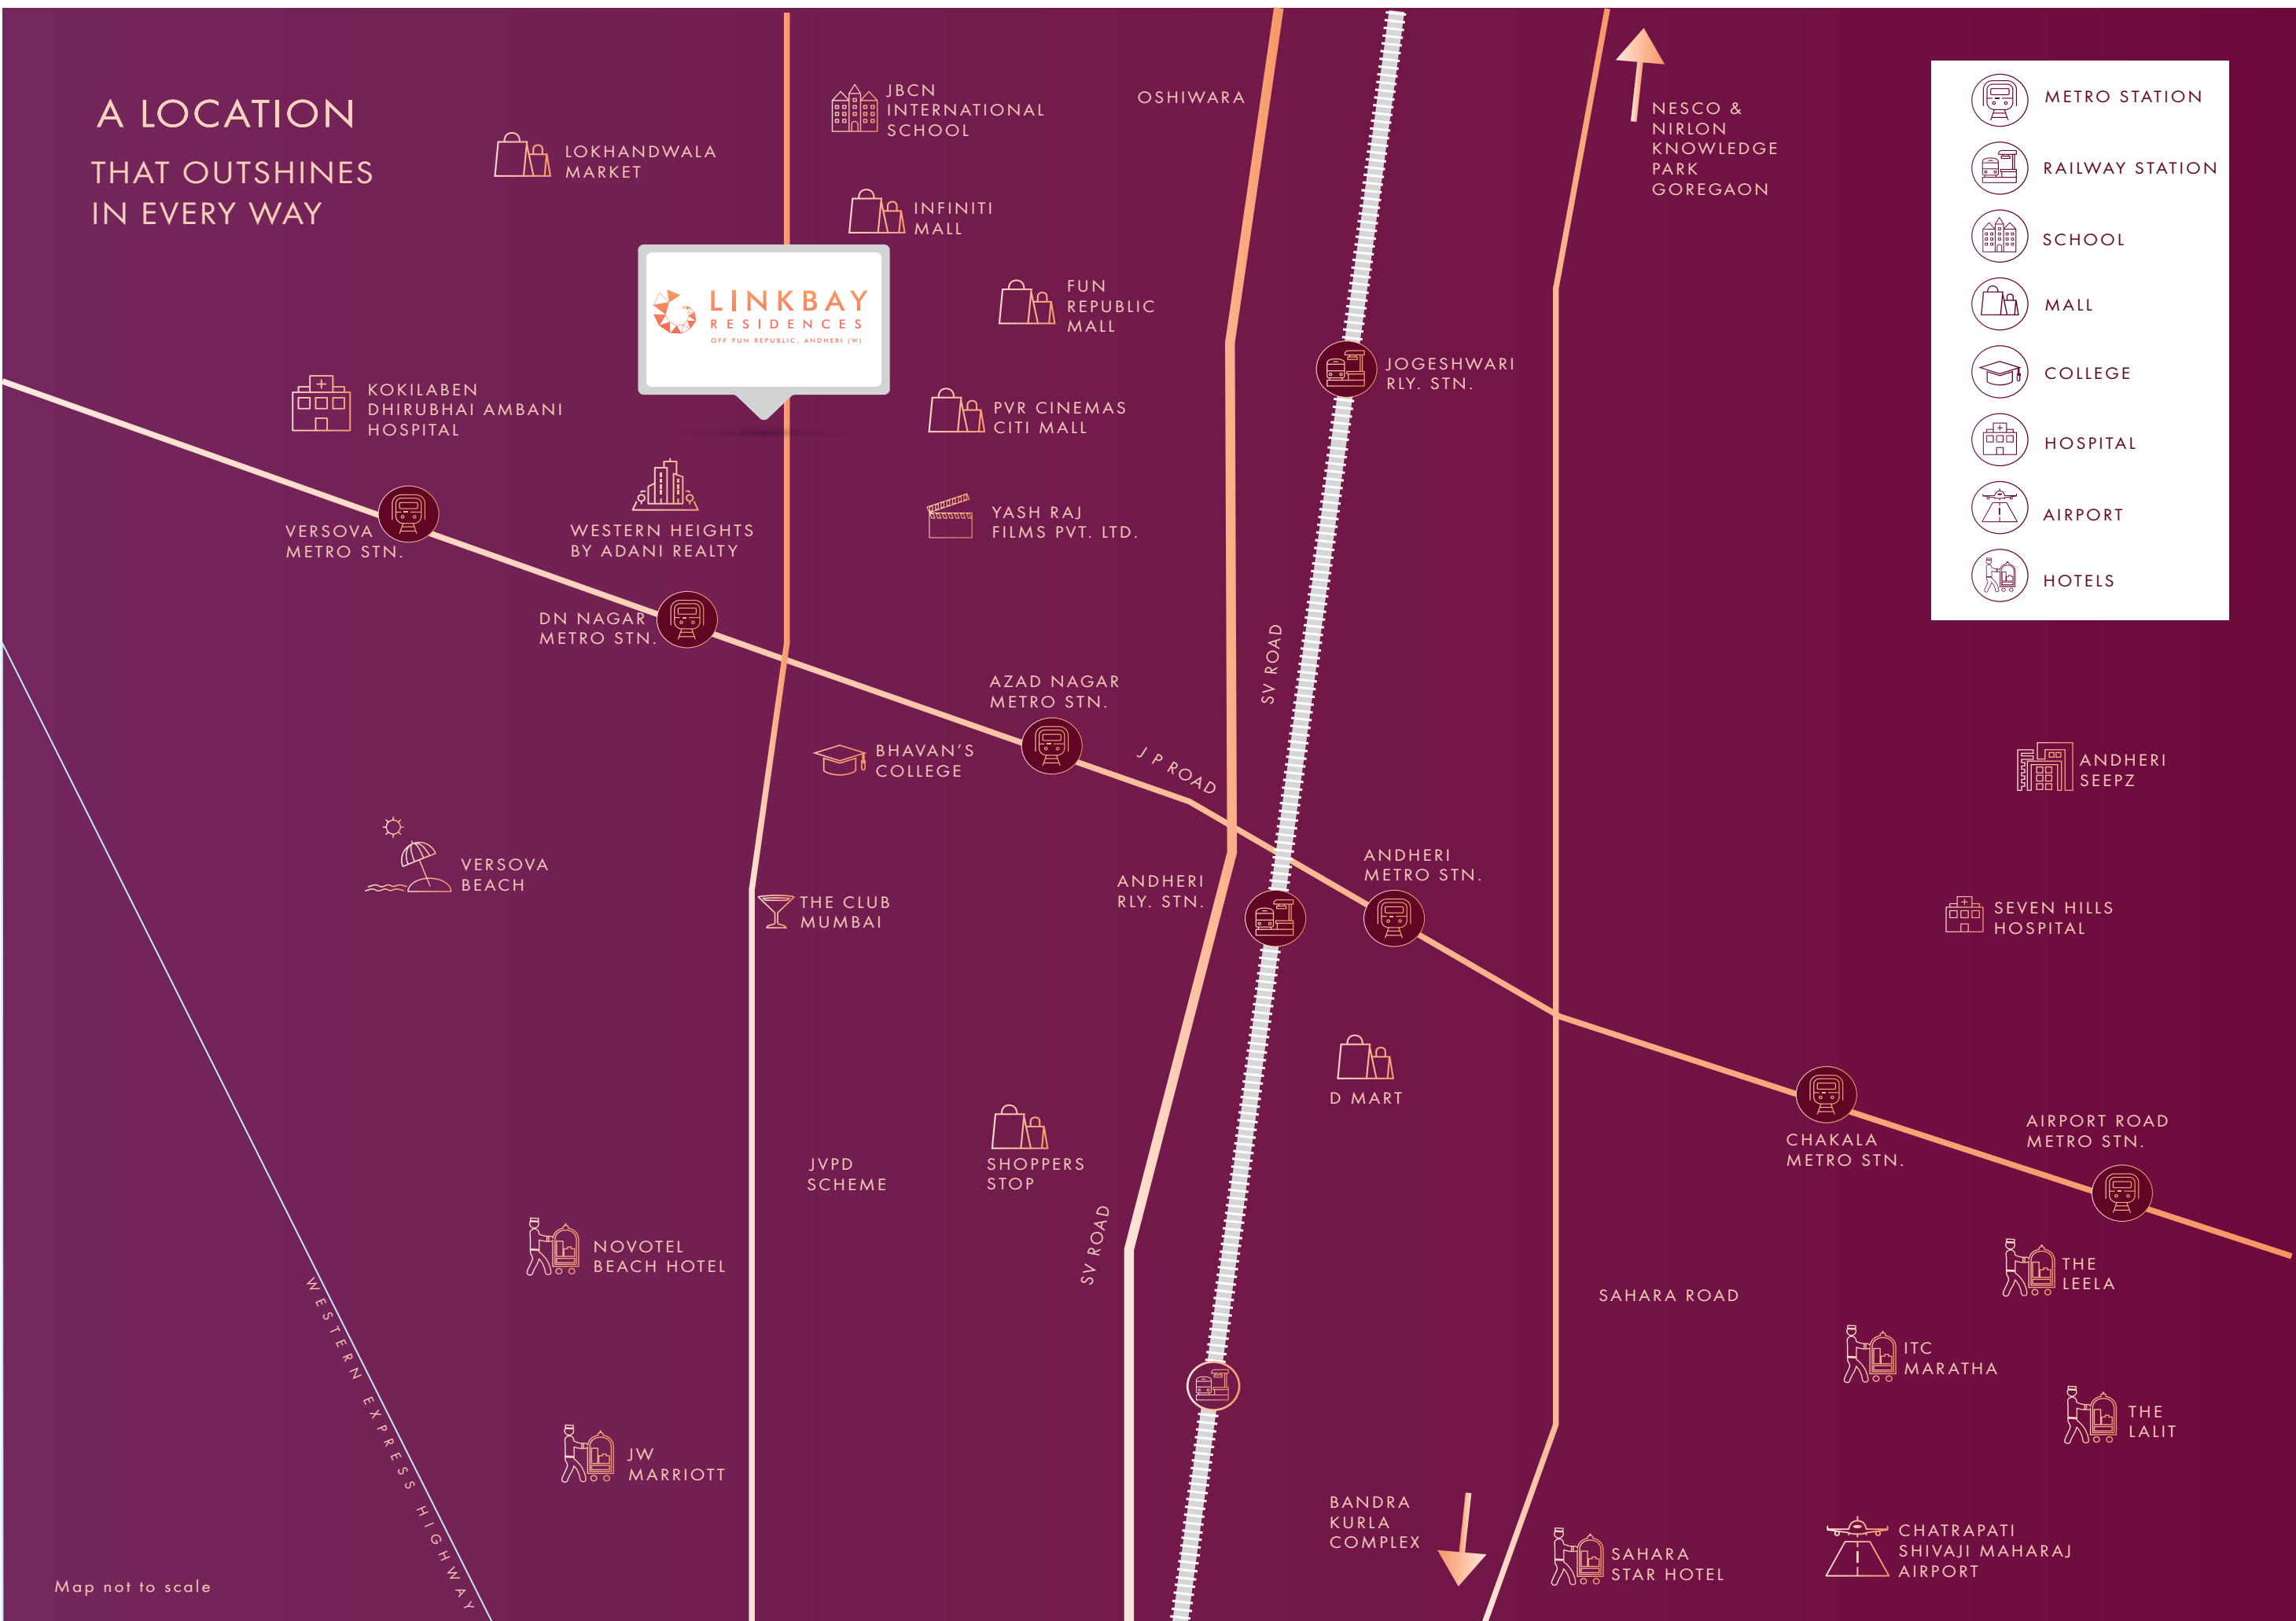 A LOCATION
THAT OUTSHINES
IN EVERY WAY
LOKHANDWALA
MARKET
JBCN
INTERNATIONAL
SCHOOL
OSHIWARA
NESCO &
NIRLON
KNOWLEDGE
PARK
GOREGAON
INFINITI
MALL
LINKBAY
RESIDENCES
OFF FUN REPUBLIC, ANDHERI (W)
FUN
REPUBLIC
MALL
METRO STATION
RAILWAY STATION
SCHOOL
MALL
COLLEGE
HOSPITAL
AIRPORT
HOTELS
KOKILABEN
DHIRUBHAI AMBANI
HOSPITAL
PVR CINEMAS
CITI MALL
JOGESHWARI
RLY. STN.
VERSOVA
METRO STN.
WESTERN HEIGHTS
BY ADANI REALTY
YASH RAJ
FILMS PVT. LTD.
DN NAGAR
METRO STN.
SV ROAD
AZAD NAGAR
METRO STN.
BHAVAN'S
COLLEGE
J P ROAD
ANDHERI
SEEPZ
VERSOVA
BEACH
THE CLUB
MUMBAI
ANDHERI
RLY. STN.
ANDHERI
METRO STN.
SEVEN HILLS
HOSPITAL
D MART
CHAKALA
METRO STN.
AIRPORT ROAD
METRO STN.
JVPD
SCHEME
SHOPPERS
STOP
SV ROAD
NOVOTEL
BEACH HOTEL
SAHARA ROAD
THE
LEELA
ITC
MARATHA
THE
LALIT
WESTERN EXPRESS HIGHWAY
JW
MARRIOTT
BANDRA
KURLA
COMPLEX
SAHARA
STAR HOTEL
CHATRAPATI
SHIVAJI MAHARAJ
AIRPORT
Map not to scale